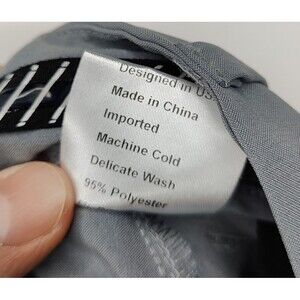 Designed in US
Made in China
Imported
Machine Cold
Delicate Wash
95% Polyester